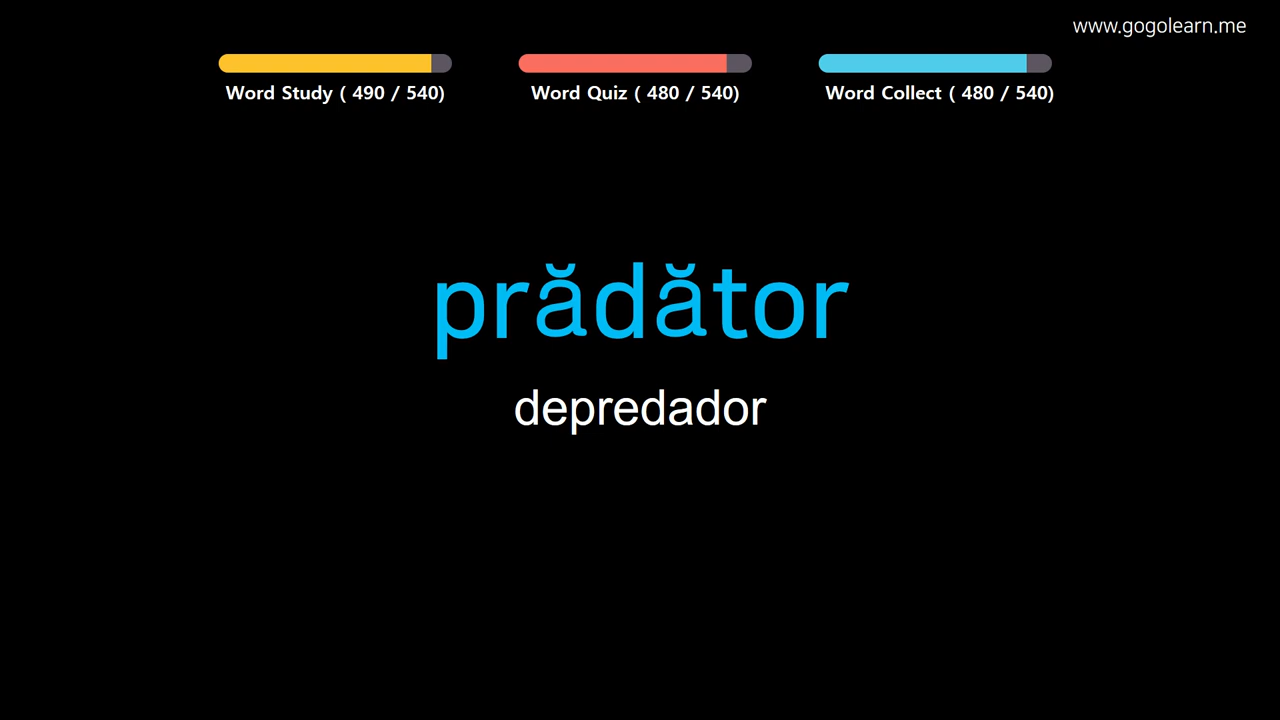 www.gogolearn.me
Word Study ( 490 / 540)
Word Quiz ( 480 / 540)
Word Collect ( 480 / 540)
prădător
depredador